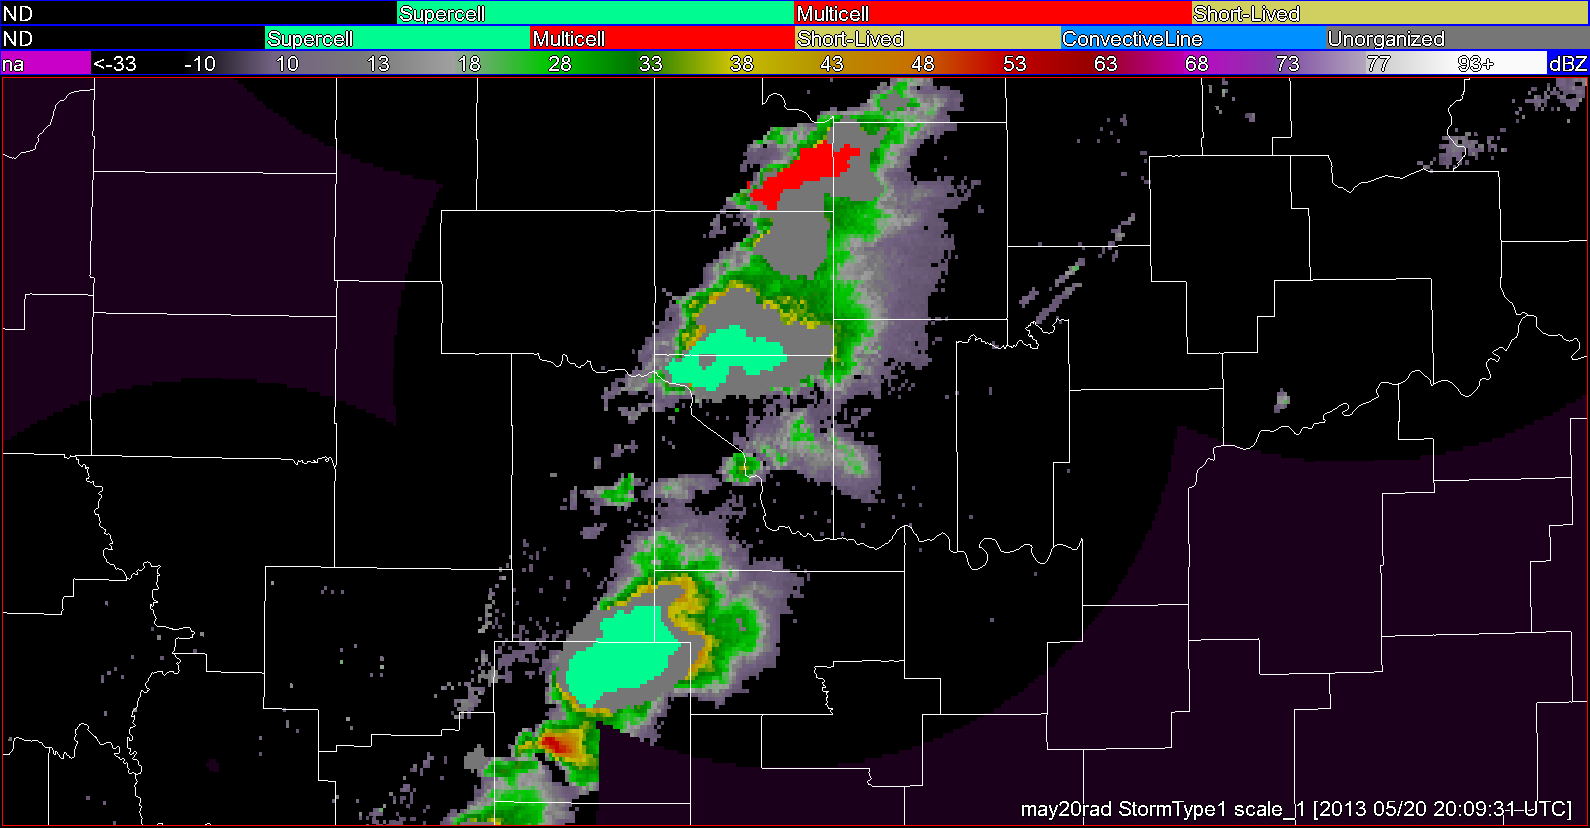 ND Supercell Multicell Short-Lived
ND Supercell Multicell Short-Lived ConvectiveLine Unorganized
na <-33 -10 10 13 18 28 33 38 43 48 53 63 68 73 77 93+ dBZ
may20rad StormType1 scale_1 [2013 05/20 20:09:31 UTC]